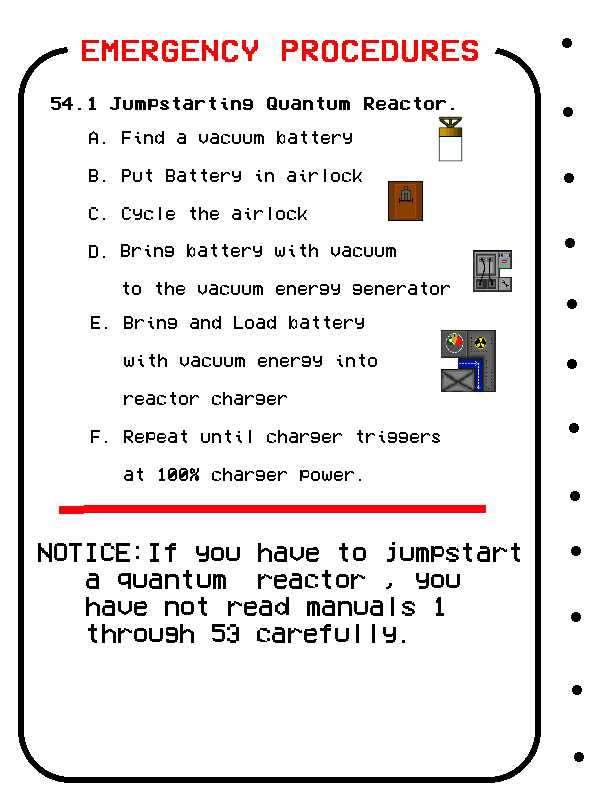 EMERGENCY PROCEDURES
54.1 Jumpstarting Quantum Reactor.
A. Find a vacuum battery
B. Put Battery in airlock
C. Cycle the airlock
D. Bring battery with vacuum
to the vacuum energy generator
E. Bring and Load battery
with vacuum energy into
reactor charger
F. Repeat until charger triggers
at 100% charger power.
NOTICE:If you have to jumpstart
a quantum reactor , you
have not read manuals 1
through 53 carefully.